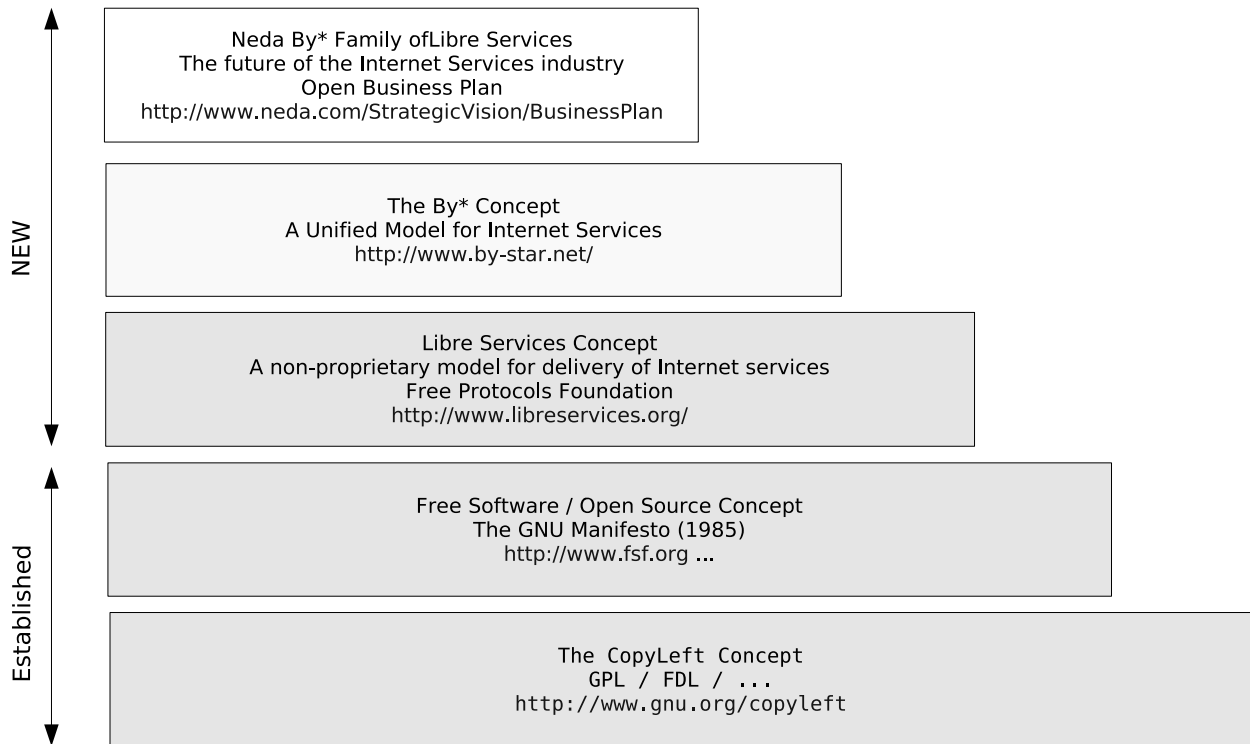 Neda By* Family ofLibre Services
The future of the Internet Services industry
Open Business Plan
http://www.neda.com/StrategicVision/BusinessPlan
NEW
The By* Concept
A Unified Model for Internet Services
http://www.by-star.net/
Libre Services Concept
A non-proprietary model for delivery of Internet services
Free Protocols Foundation
http://www.libreservices.org/
Established
Free Software / Open Source Concept
The GNU Manifesto (1985)
http://www.fsf.org ...
The CopyLeft Concept
GPL / FDL / ...
http://www.gnu.org/copyleft